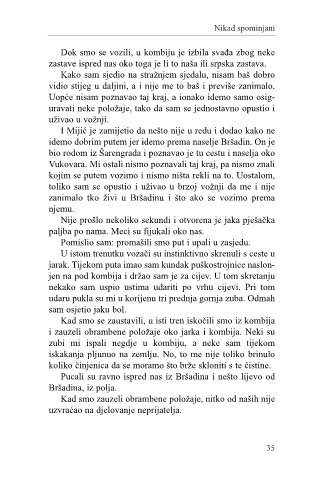 Nikad spominjani
Dok smo se vozili, u kombiju je izbila svađa zbog neke
zastave ispred nas oko toga je li to naša ili srpska zastava.
Kako sam sjedio na stražnjem sjedalu, nisam baš dobro
vidio stijeg u daljini, a i nije me to baš i previše zanimalo.
Uopće nisam poznavao taj kraj, a ionako idemo samo osig-
uravati neke položaje, tako da sam se jednostavno opustio i
uživao u vožnji.
I Mijić je zamijetio da nešto nije u redu i dodao kako ne
idemo dobrim putem jer idemo prema naselje Bršadin. On je
bio rodom iz Šarengrada i poznavao je tu cestu i naselja oko
Vukovara. Mi ostali nismo poznavali taj kraj, pa nismo znali
kojim se putem vozimo i nismo ništa rekli na to. Uostalom,
toliko sam se opustio i uživao u brzoj vožnji da me i nije
zanimalo tko živi u Bršadinu i što ako se vozimo prema
njemu.
Nije prošlo nekoliko sekundi i otvorena je jaka pješačka
paljba po nama. Meci su fijukali oko nas.
Pomislio sam: promašili smo put i upali u zasjedu.
U istom trenutku vozači su instinktivno skrenuli s ceste u
jarak. Tijekom puta imao sam kundak puškostrojnice naslon-
jen na pod kombija i držao sam je za cijev. U tom skretanju
nekako sam uspio ustima udariti po vrhu cijevi. Pri tom
udaru pukla su mi u korijenu tri prednja gornja zuba. Odmah
sam osjetio jaku bol.
Kad smo se zaustavili, u isti tren iskočili smo iz kombija
i zauzeli obrambene položaje oko jarka i kombija. Neki su
zubi mi ispali negdje u kombiju, a neke sam tijekom
iskakanja pljunuo na zemlju. No, to me nije toliko brinulo
koliko činjenica da se moramo što brže skloniti s te čistine.
Pucali su ravno ispred nas iz Bršadina i nešto lijevo od
Bršadina, iz polja.
Kad smo zauzeli obrambene položaje, nitko od naših nije
uzvraćao na djelovanje neprijatelja.
35